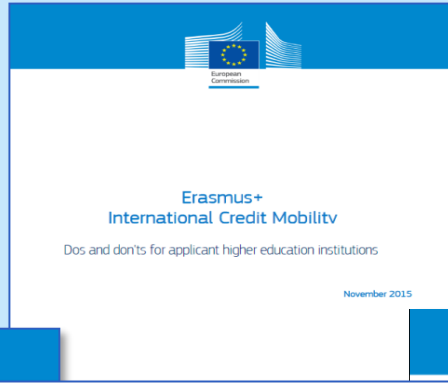 European
Commission
Erasmus+
International Credit Mobility
Dos and don'ts for applicant higher education institutions
November 2015